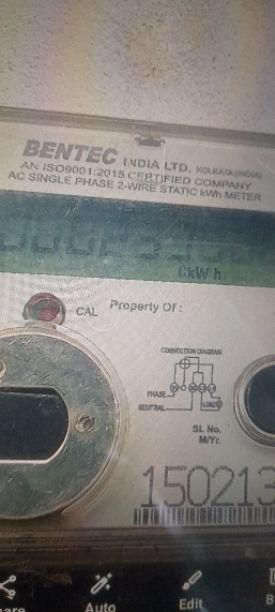 BENTEC INDIA LTD. KOLKATA (INDIA)
AN ISO9001:2015 CERTIFIED COMPANY
AC SINGLE PHASE 2-WIRE STATIC kWh METER
CkWh
CAL
Property Of :
CONNECTION DIAGRAM
PHASE
NEUTRAL
LOAD
SL No.
M/Yr.
150213
Auto
Edit